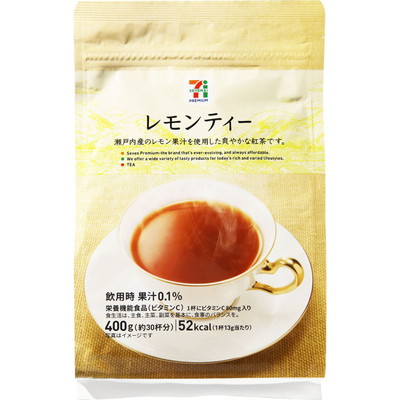 7i
SEVEN&i
PREMIUM
レモンティー
瀬戸内産のレモン果汁を使用した爽やかな紅茶です。
Seven Premium-the brand that's ever-evolving, and always affordable.
We offer a wide variety of tasty products for today's rich and varied lifestyles.
TEA
飲用時 果汁0.1%
栄養機能食品(ビタミンC) 1杯にビタミンC 80mg入り
食生活は、主食、主菜、副菜を基本に、食事のバランスを。
400g(約30杯分) 52kcal(1杯13g当たり)
写真はイメージです